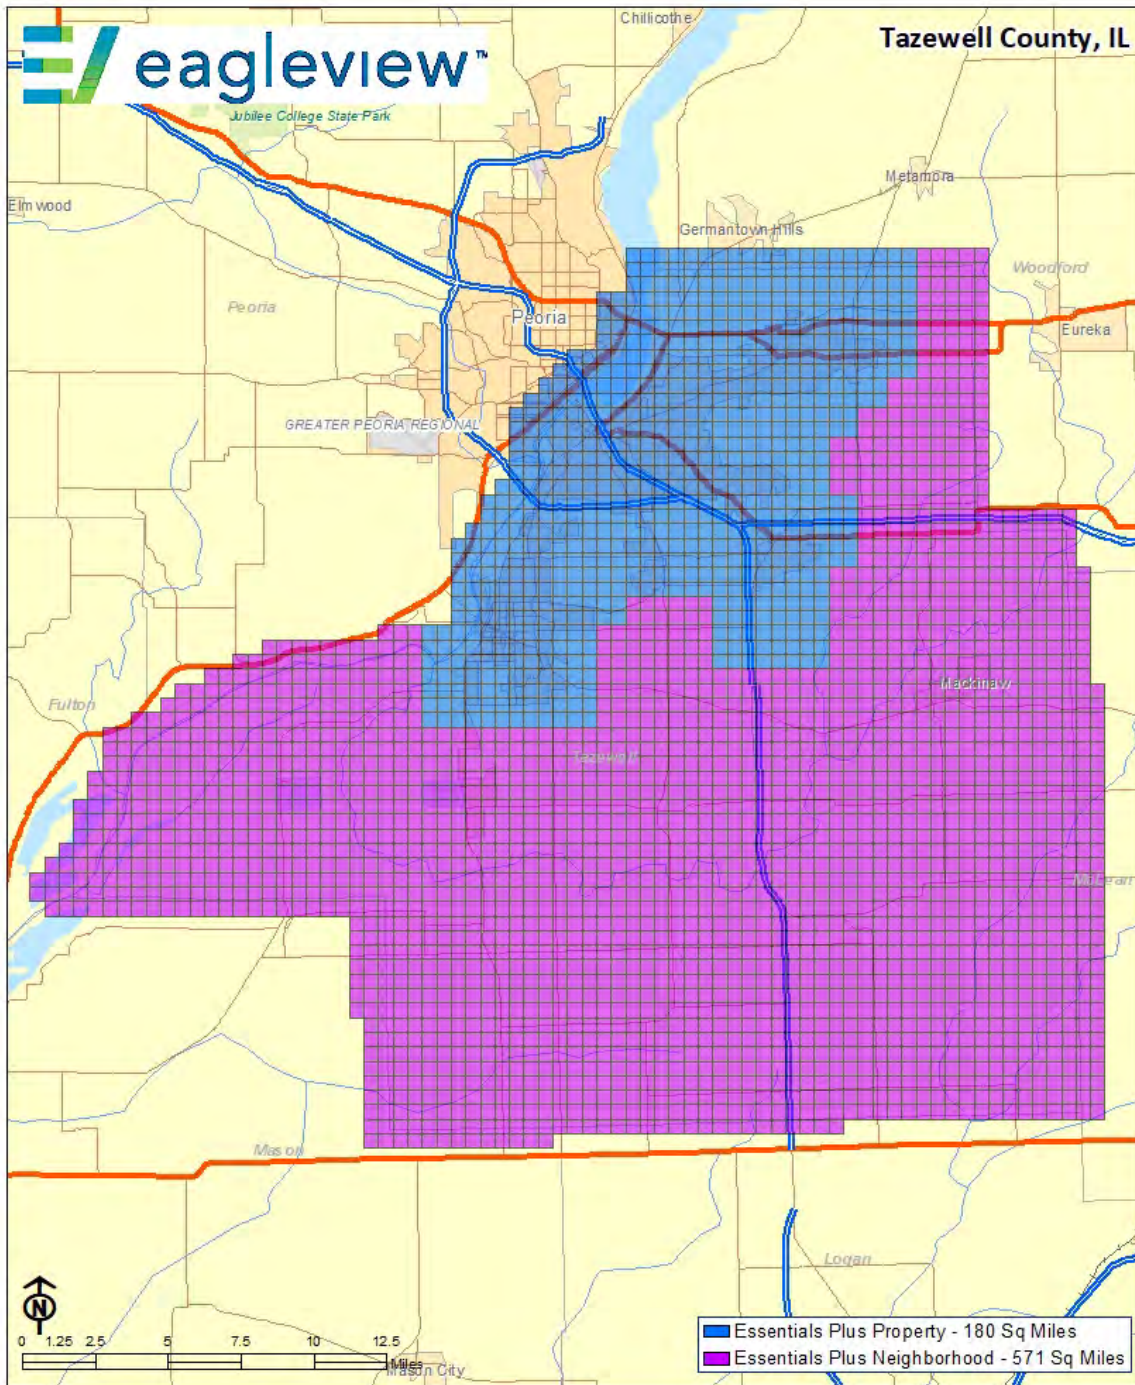 Chillicothe
Tazewell County, IL
eagleview™
Jubilee College State Park
Metamora
Elmwood
Germantown Hills
Woodford
Peoria
Peoria
Eureka
GREATER PEORIA REGIONAL
Mackinaw
Fulton
Tazewell
McLean
Mason
Logan
N
0 1.25 2.5 5 7.5 10 12.5
Miles
Mason City
Essentials Plus Property - 180 Sq Miles
Essentials Plus Neighborhood - 571 Sq Miles